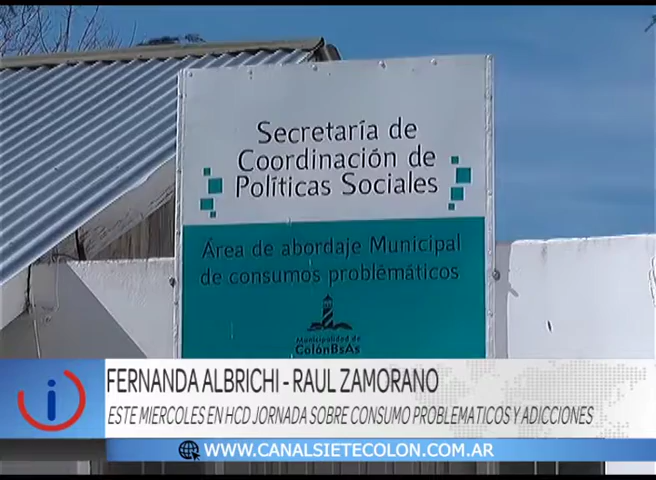 Secretaría de
Coordinación de
Políticas Sociales
Área de abordaje Municipal
de consumos problemáticos
Municipalidad de
ColónBsAs
FERNANDA ALBRICHI - RAUL ZAMORANO
ESTE MIERCOLES EN HCD JORNADA SOBRE CONSUMO PROBLEMATICOS Y ADICCIONES
WWW.CANALSIETECOLON.COM.AR